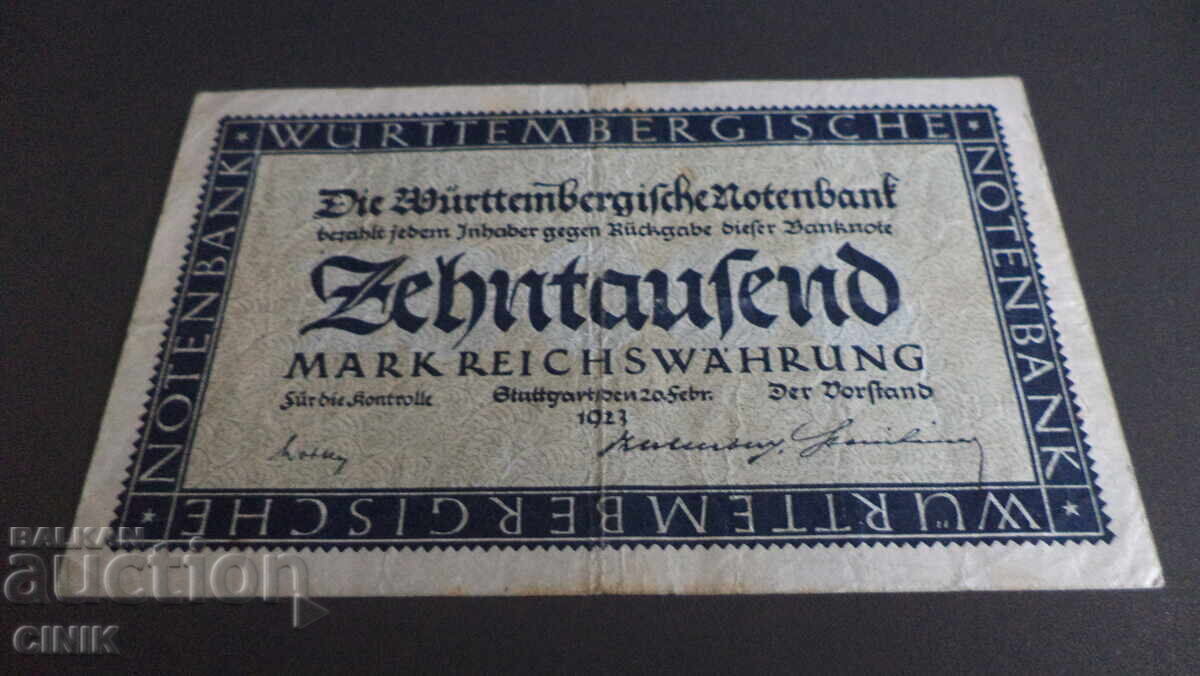 WÜRTTEMBERGISCHE
NOTENBANK
NOTENBANK
Die Württembergische Notenbank
bezahlt jedem Inhaber gegen Rückgabe dieser Banknote
Zehntausend
MARK REICHSWÄHRUNG
Für die Kontrolle Stuttgart, den 20. Febr. Der Vorstand
1923
WÜRTTEMBERGISCHE
BALKAN
auction
CINIK